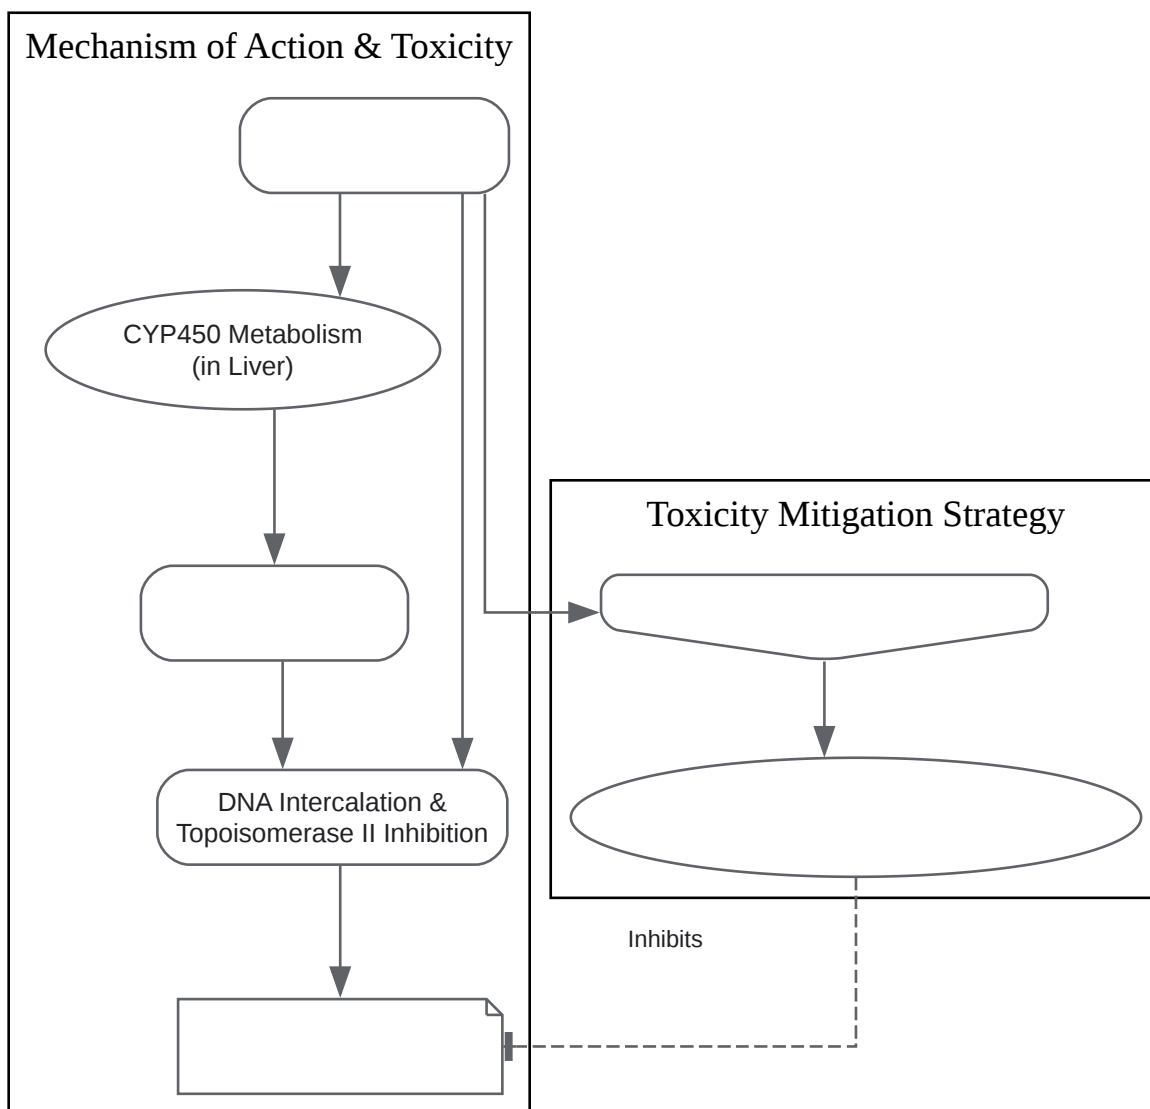 Mechanism of Action & Toxicity
CYP450 Metabolism
(in Liver)
Toxicity Mitigation Strategy
DNA Intercalation &
Topoisomerase II Inhibition
Inhibits